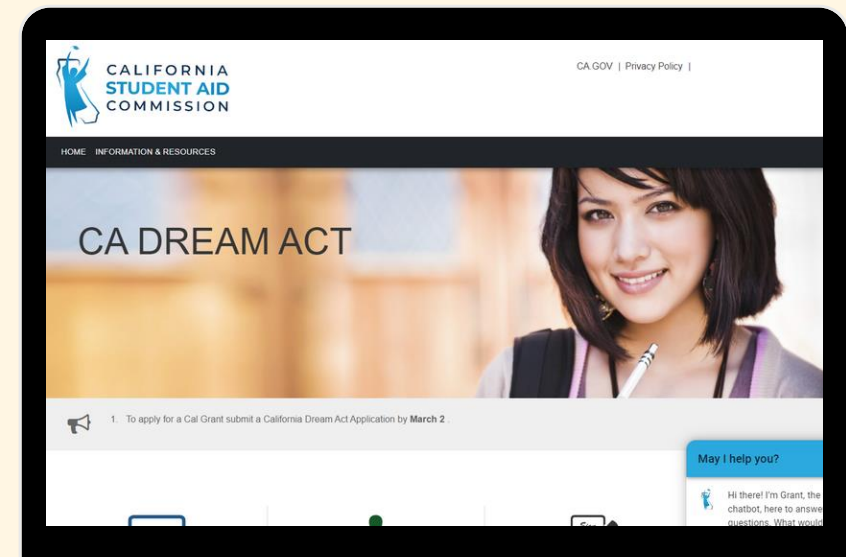 CALIFORNIA
STUDENT AID
COMMISSION
CA.GOV | Privacy Policy |
HOME INFORMATION & RESOURCES
CA DREAM ACT
1. To apply for a Cal Grant submit a California Dream Act Application by March 2 .
May I help you?
Hi there! I'm Grant, the
chatbot, here to answe
questions. What would